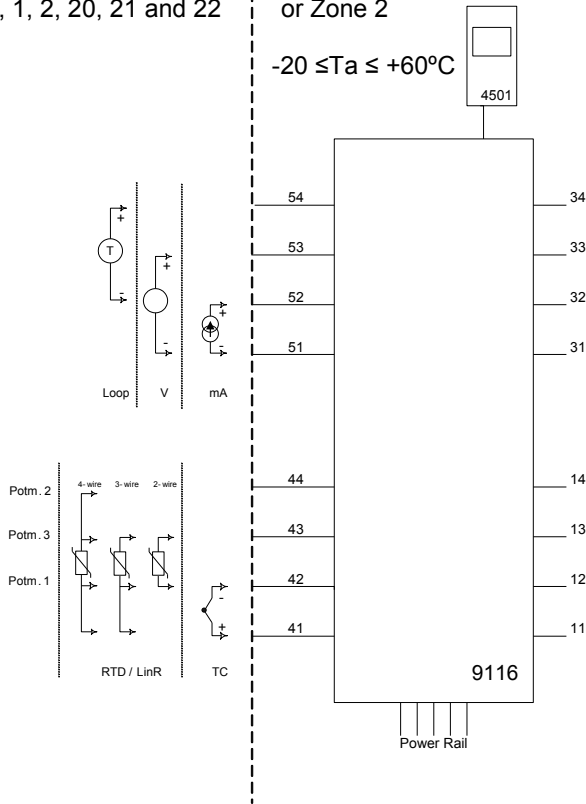 , 1, 2, 20, 21 and 22
or Zone 2
-20 ≤Ta ≤ +60ºC
4501
54
34
+
T
53
33
+
-
52
32
+
-
51
31
-
Loop
V
mA
Potm. 2
4- wire
3- wire
2- wire
44
14
Potm. 3
43
13
Potm. 1
42
12
-
+
41
11
RTD / LinR
TC
9116
Power Rail